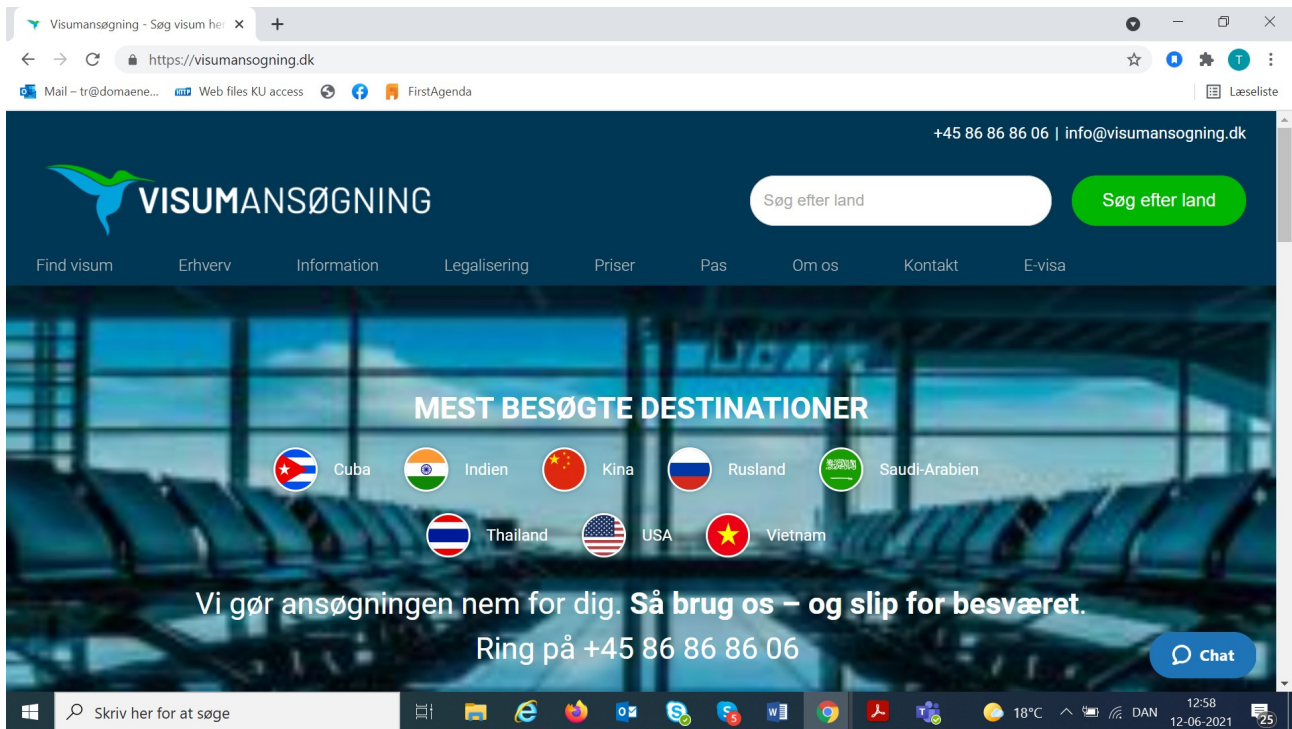 Visumansøgning - Søg visum her
https://visumansogning.dk
Mail – tr@domaene... Web files KU access FirstAgenda Læseliste
+45 86 86 86 06 | info@visumansogning.dk
VISUMANSØGNING
Søg efter land Søg efter land
Find visum Erhverv Information Legalisering Priser Pas Om os Kontakt E-visa
MEST BESØGTE DESTINATIONER
Cuba Indien Kina Rusland Saudi-Arabien
Thailand USA Vietnam
Vi gør ansøgningen nem for dig. Så brug os – og slip for besværet.
Ring på +45 86 86 86 06
Chat
Skriv her for at søge 18°C DAN 12:58
12-06-2021 25